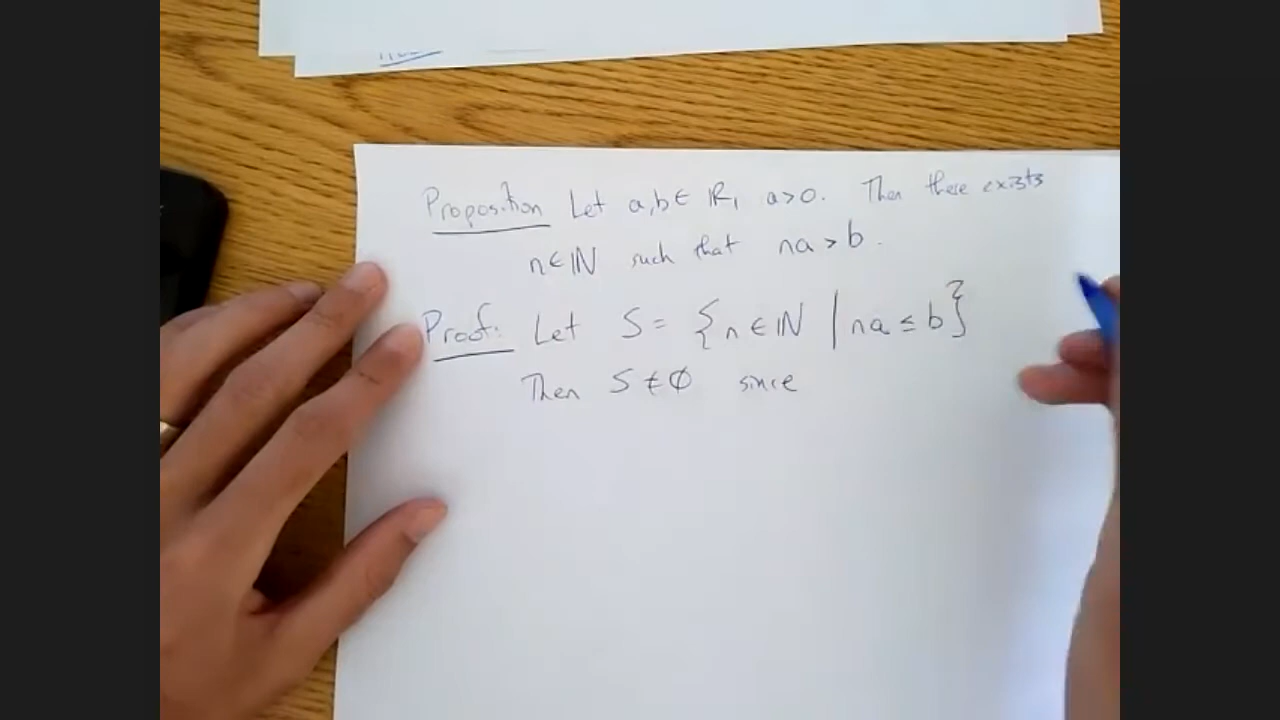 Proposition Let a,b ∈ ℝ, a>0. Then there exists
n ∈ ℕ such that na > b.
Proof: Let S = {n ∈ ℕ | na ≤ b}
Then S ≠ ∅ since